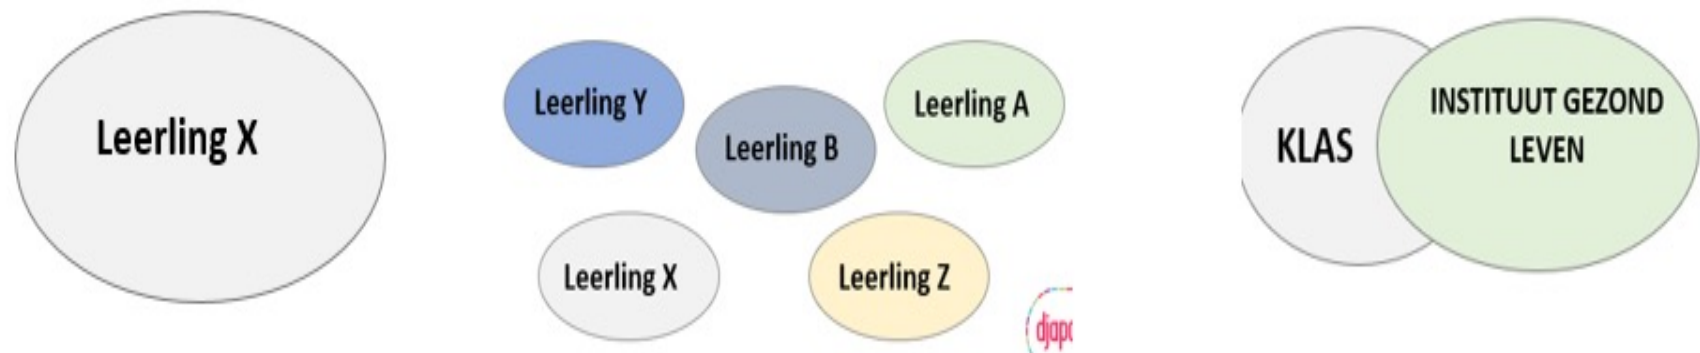 Leerling X
Leerling Y
Leerling B
Leerling A
Leerling X
Leerling Z
KLAS
INSTITUUT GEZOND
LEVEN